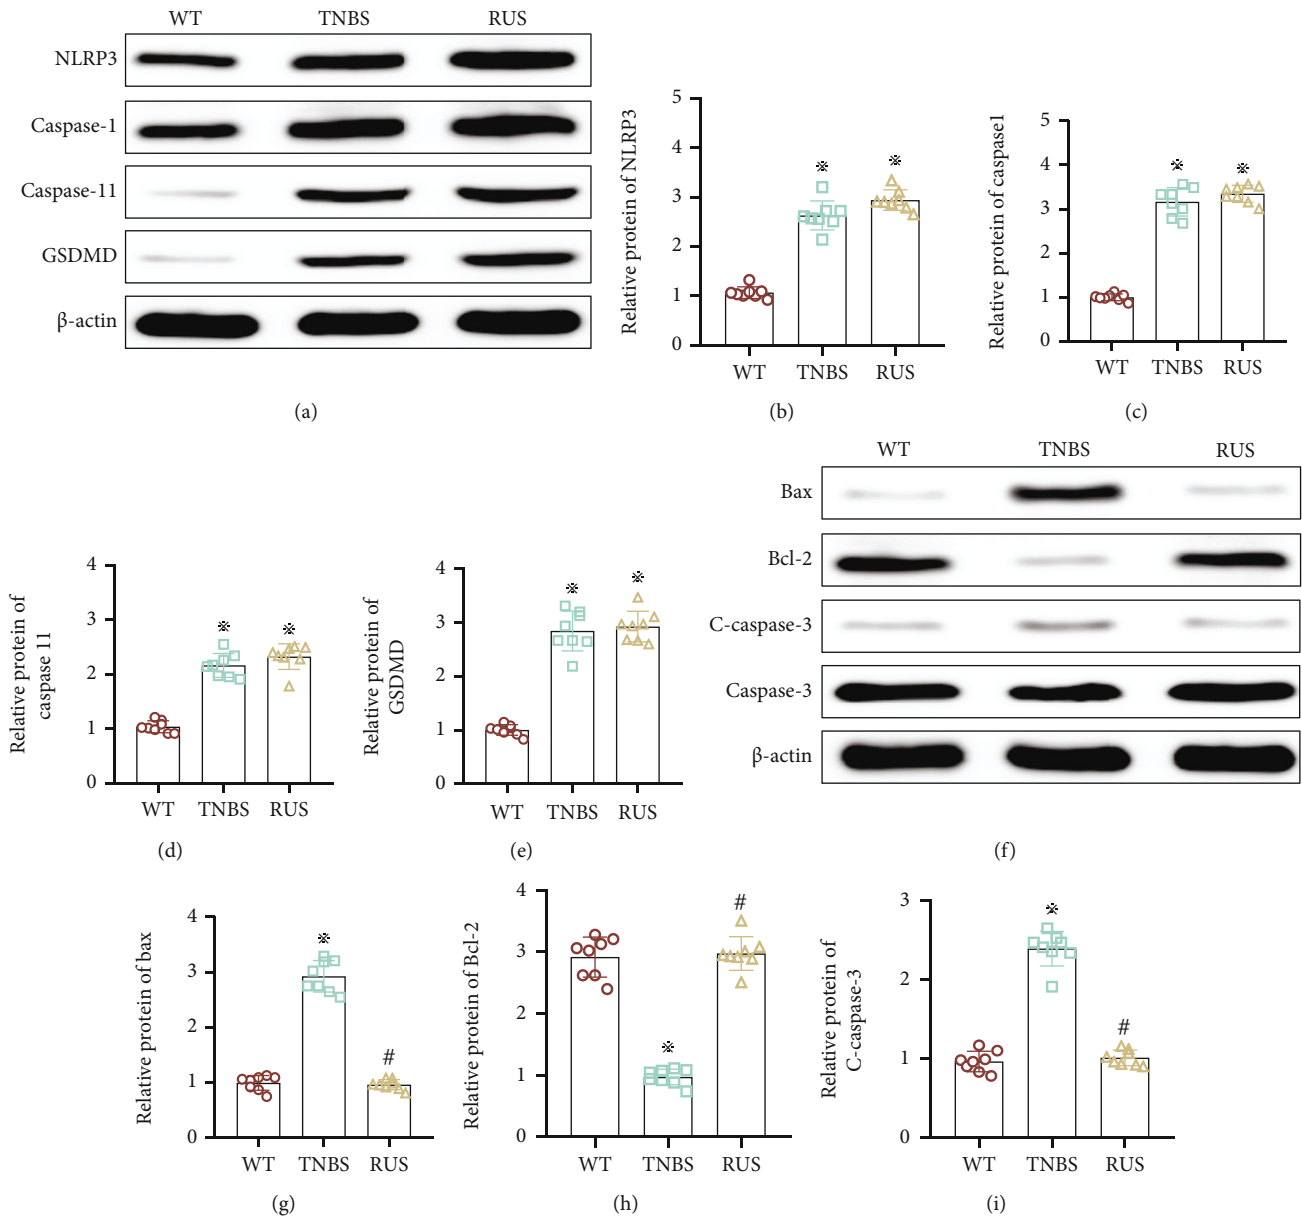 WT TNBS RUS
NLRP3
Caspase-1
Caspase-11
GSDMD
β-actin
(a)
Relative protein of NLRP3
5
4
3
2
1
0
※ ※
WT TNBS RUS
(b)
Relative protein of caspase1
5
4
3
2
1
0
※ ※
WT TNBS RUS
(c)
Relative protein of
caspase 11
4
3
2
1
0
※ ※
WT TNBS RUS
(d)
Relative protein of
GSDMD
4
3
2
1
0
※ ※
WT TNBS RUS
(e)
WT TNBS RUS
Bax
Bcl-2
C-caspase-3
Caspase-3
β-actin
(f)
Relative protein of bax
4
3
2
1
0
※ #
WT TNBS RUS
(g)
Relative protein of Bcl-2
4
3
2
1
0
※ #
WT TNBS RUS
(h)
Relative protein of
C-caspase-3
3
2
1
0
※ #
WT TNBS RUS
(i)